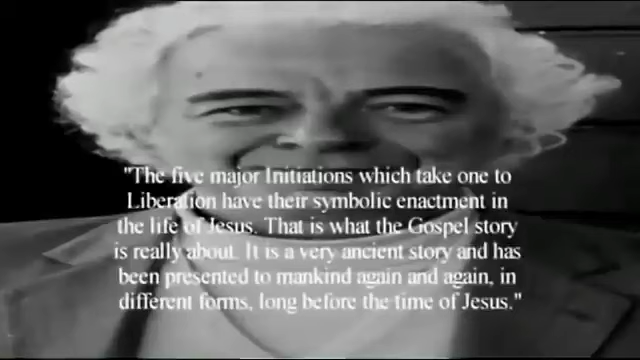 "The five major Initiations which take one to
Liberation have their symbolic enactment in
the life of Jesus. That is what the Gospel story
is really about. It is a very ancient story and has
been presented to mankind again and again, in
different forms, long before the time of Jesus."